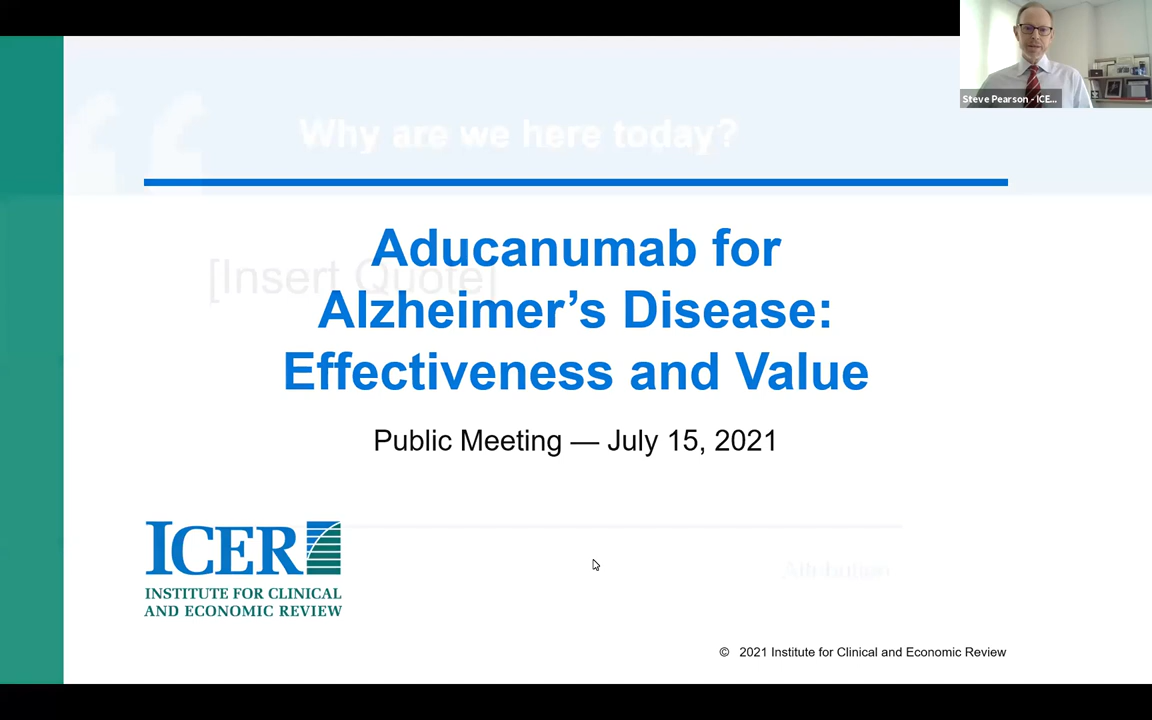 Steve Pearson - ICE...
Why are we here today?
Aducanumab for
[Insert Quote]
Alzheimer’s Disease:
Effectiveness and Value
Public Meeting — July 15, 2021
ICER
INSTITUTE FOR CLINICAL
AND ECONOMIC REVIEW
Attribution
© 2021 Institute for Clinical and Economic Review